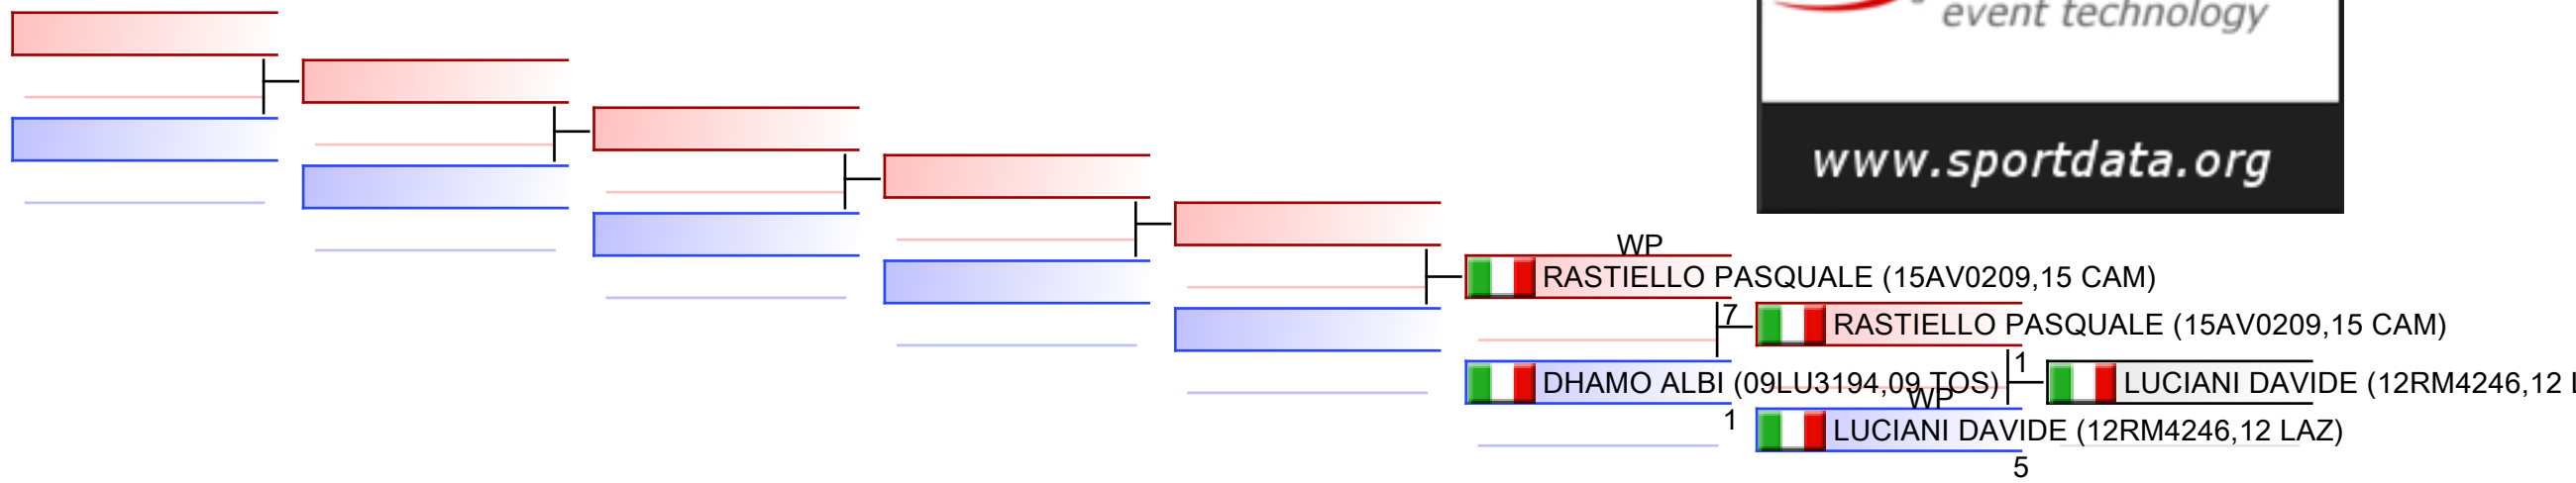 event technology
www.sportdata.org
WP
RASTIELLO PASQUALE (15AV0209,15 CAM)
7
RASTIELLO PASQUALE (15AV0209,15 CAM)
DHAMO ALBI (09LU3194,09 TOS)
1
LUCIANI DAVIDE (12RM4246,12
WP
1
LUCIANI DAVIDE (12RM4246,12 LAZ)
5